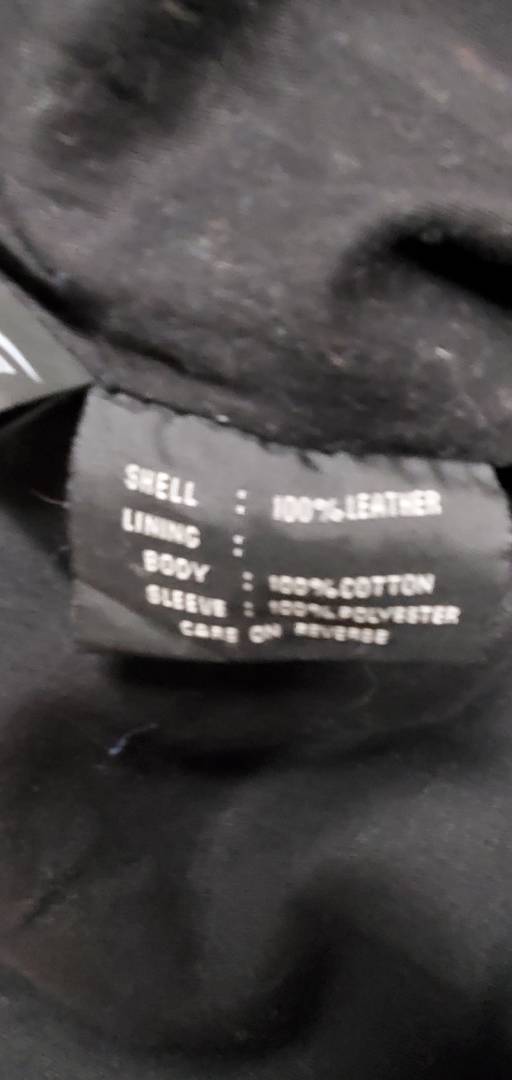 SHELL : 100% LEATHER
LINING :
BODY : 100% COTTON
SLEEVE : 100% POLYESTER
CARE ON REVERSE